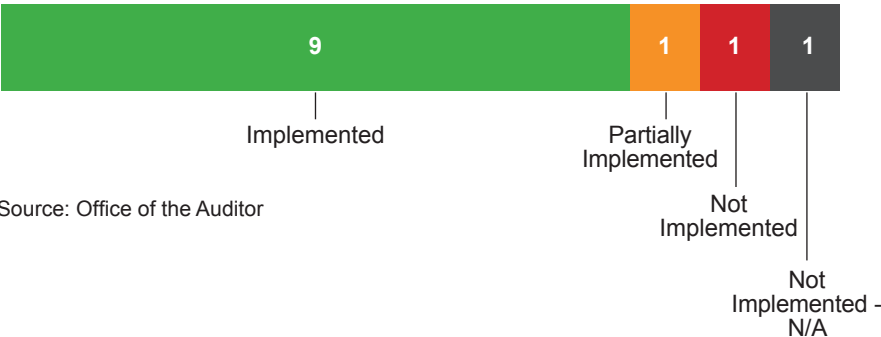 9
1
1
1
Implemented
Partially
Implemented
Not
Implemented
Not
Implemented -
N/A
Source: Office of the Auditor